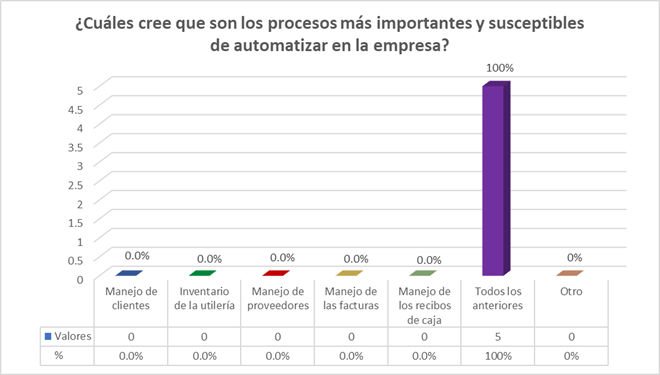 ¿Cuáles cree que son los procesos más importantes y susceptibles
de automatizar en la empresa?
100%
5
4.5
4
3.5
3
2.5
2
1.5
1
0.5
0
0.0% 0.0% 0.0% 0.0% 0.0% 0%
Manejo de clientes
Inventario de la utilería
Manejo de proveedores
Manejo de las facturas
Manejo de los recibos de caja
Todos los anteriores
Otro
Valores 0 0 0 0 0 5 0
% 0.0% 0.0% 0.0% 0.0% 0.0% 100% 0%